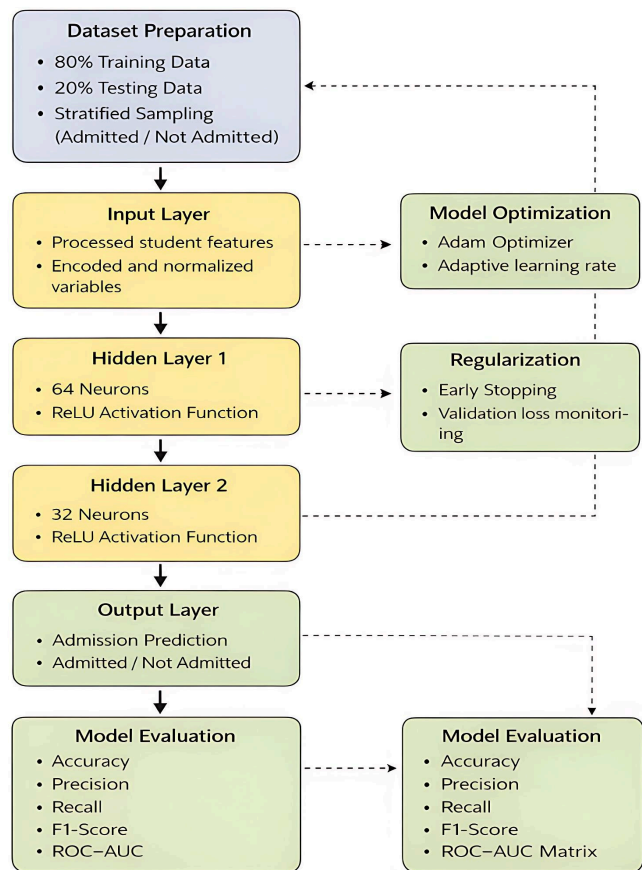 Dataset Preparation
• 80% Training Data
• 20% Testing Data
• Stratified Sampling
(Admitted / Not Admitted)
Input Layer
• Processed student features
• Encoded and normalized
variables
Model Optimization
• Adam Optimizer
• Adaptive learning rate
Hidden Layer 1
• 64 Neurons
• ReLU Activation Function
Regularization
• Early Stopping
• Validation loss monitori-
ing
Hidden Layer 2
• 32 Neurons
• ReLU Activation Function
Output Layer
• Admission Prediction
• Admitted / Not Admitted
Model Evaluation
• Accuracy
• Precision
• Recall
• F1-Score
• ROC–AUC
Model Evaluation
• Accuracy
• Precision
• Recall
• F1-Score
• ROC–AUC Matrix